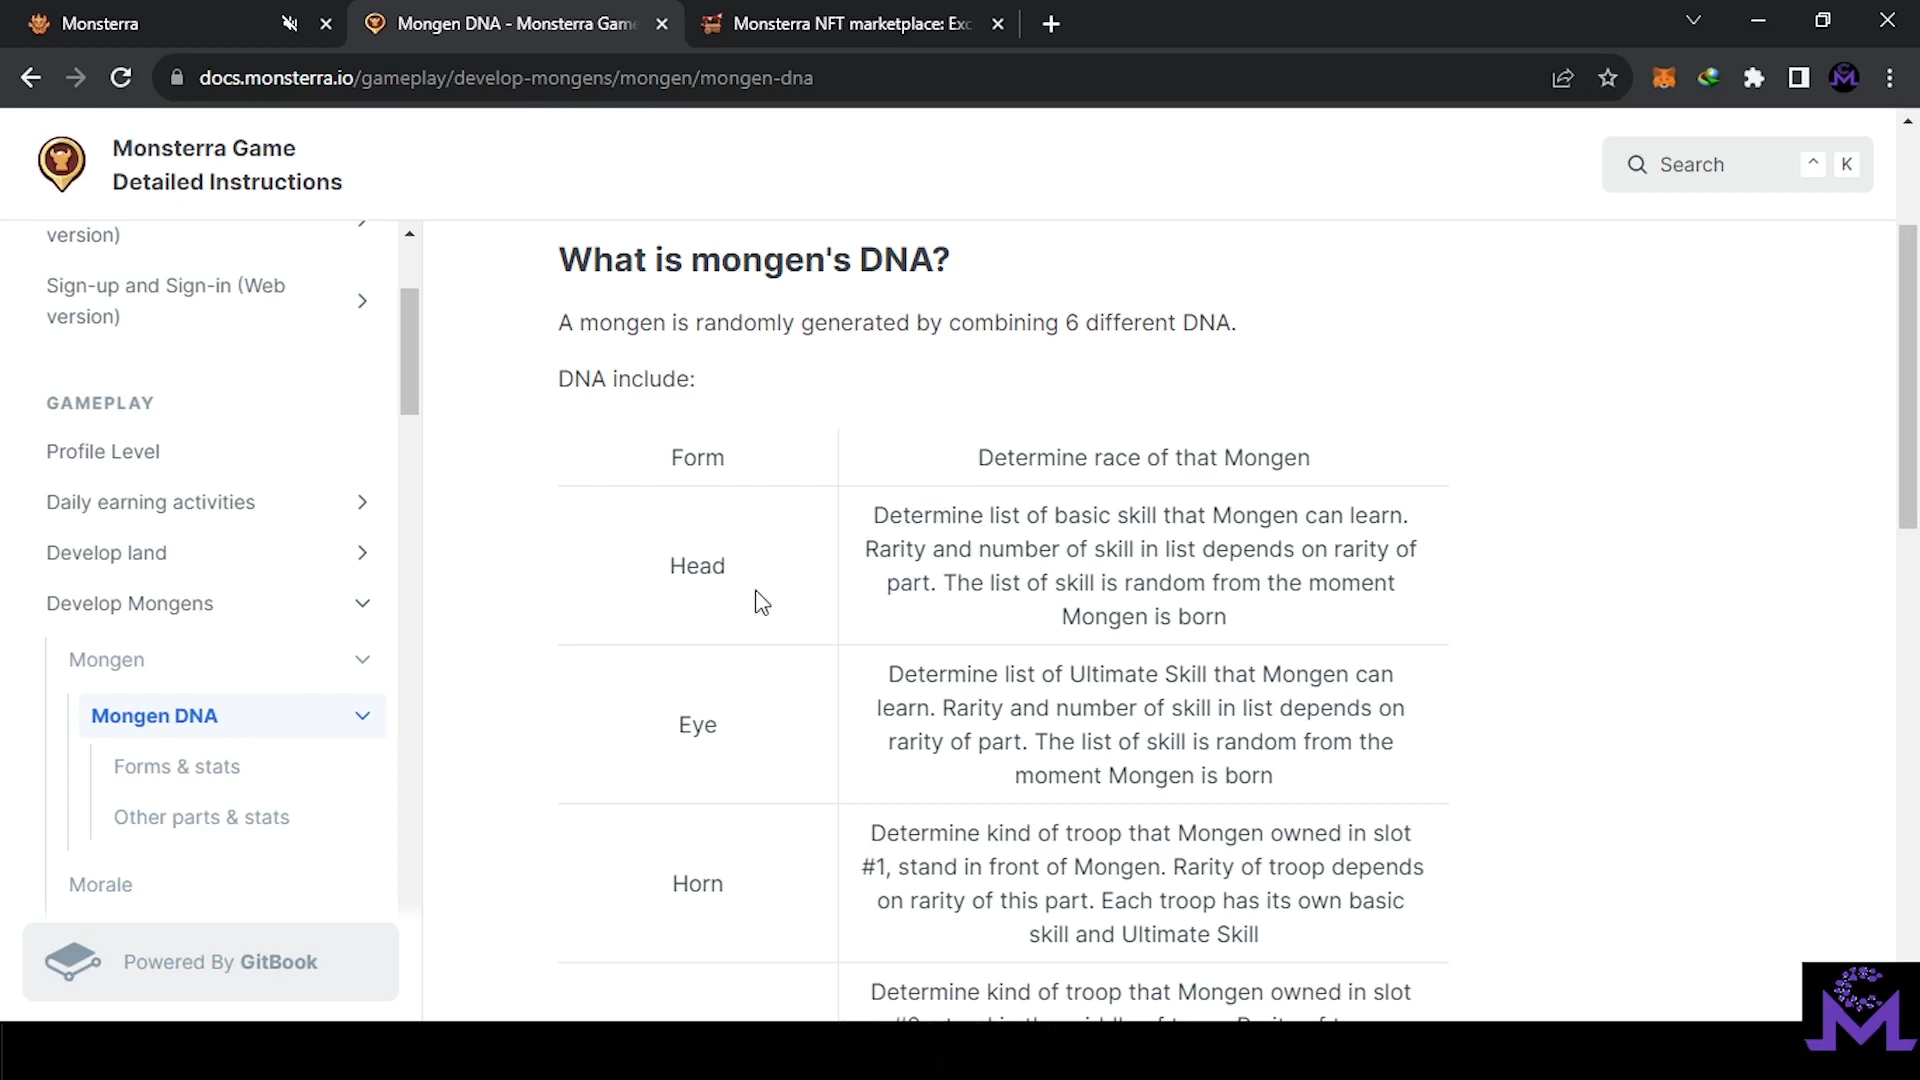 Monsterra
Mongen DNA - Monsterra Game
Monsterra NFT marketplace: Exc
docs.monsterra.io/gameplay/develop-mongens/mongen/mongen-dna
Monsterra Game
Detailed Instructions
Search
^ K
version)
Sign-up and Sign-in (Web
version)
GAMEPLAY
Profile Level
Daily earning activities
Develop land
Develop Mongens
Mongen
Mongen DNA
Forms & stats
Other parts & stats
Morale
Powered By GitBook
What is mongen's DNA?
A mongen is randomly generated by combining 6 different DNA.
DNA include:
Form
Determine race of that Mongen
Head
Determine list of basic skill that Mongen can learn.
Rarity and number of skill in list depends on rarity of
part. The list of skill is random from the moment
Mongen is born
Eye
Determine list of Ultimate Skill that Mongen can
learn. Rarity and number of skill in list depends on
rarity of part. The list of skill is random from the
moment Mongen is born
Horn
Determine kind of troop that Mongen owned in slot
#1, stand in front of Mongen. Rarity of troop depends
on rarity of this part. Each troop has its own basic
skill and Ultimate Skill
Determine kind of troop that Mongen owned in slot